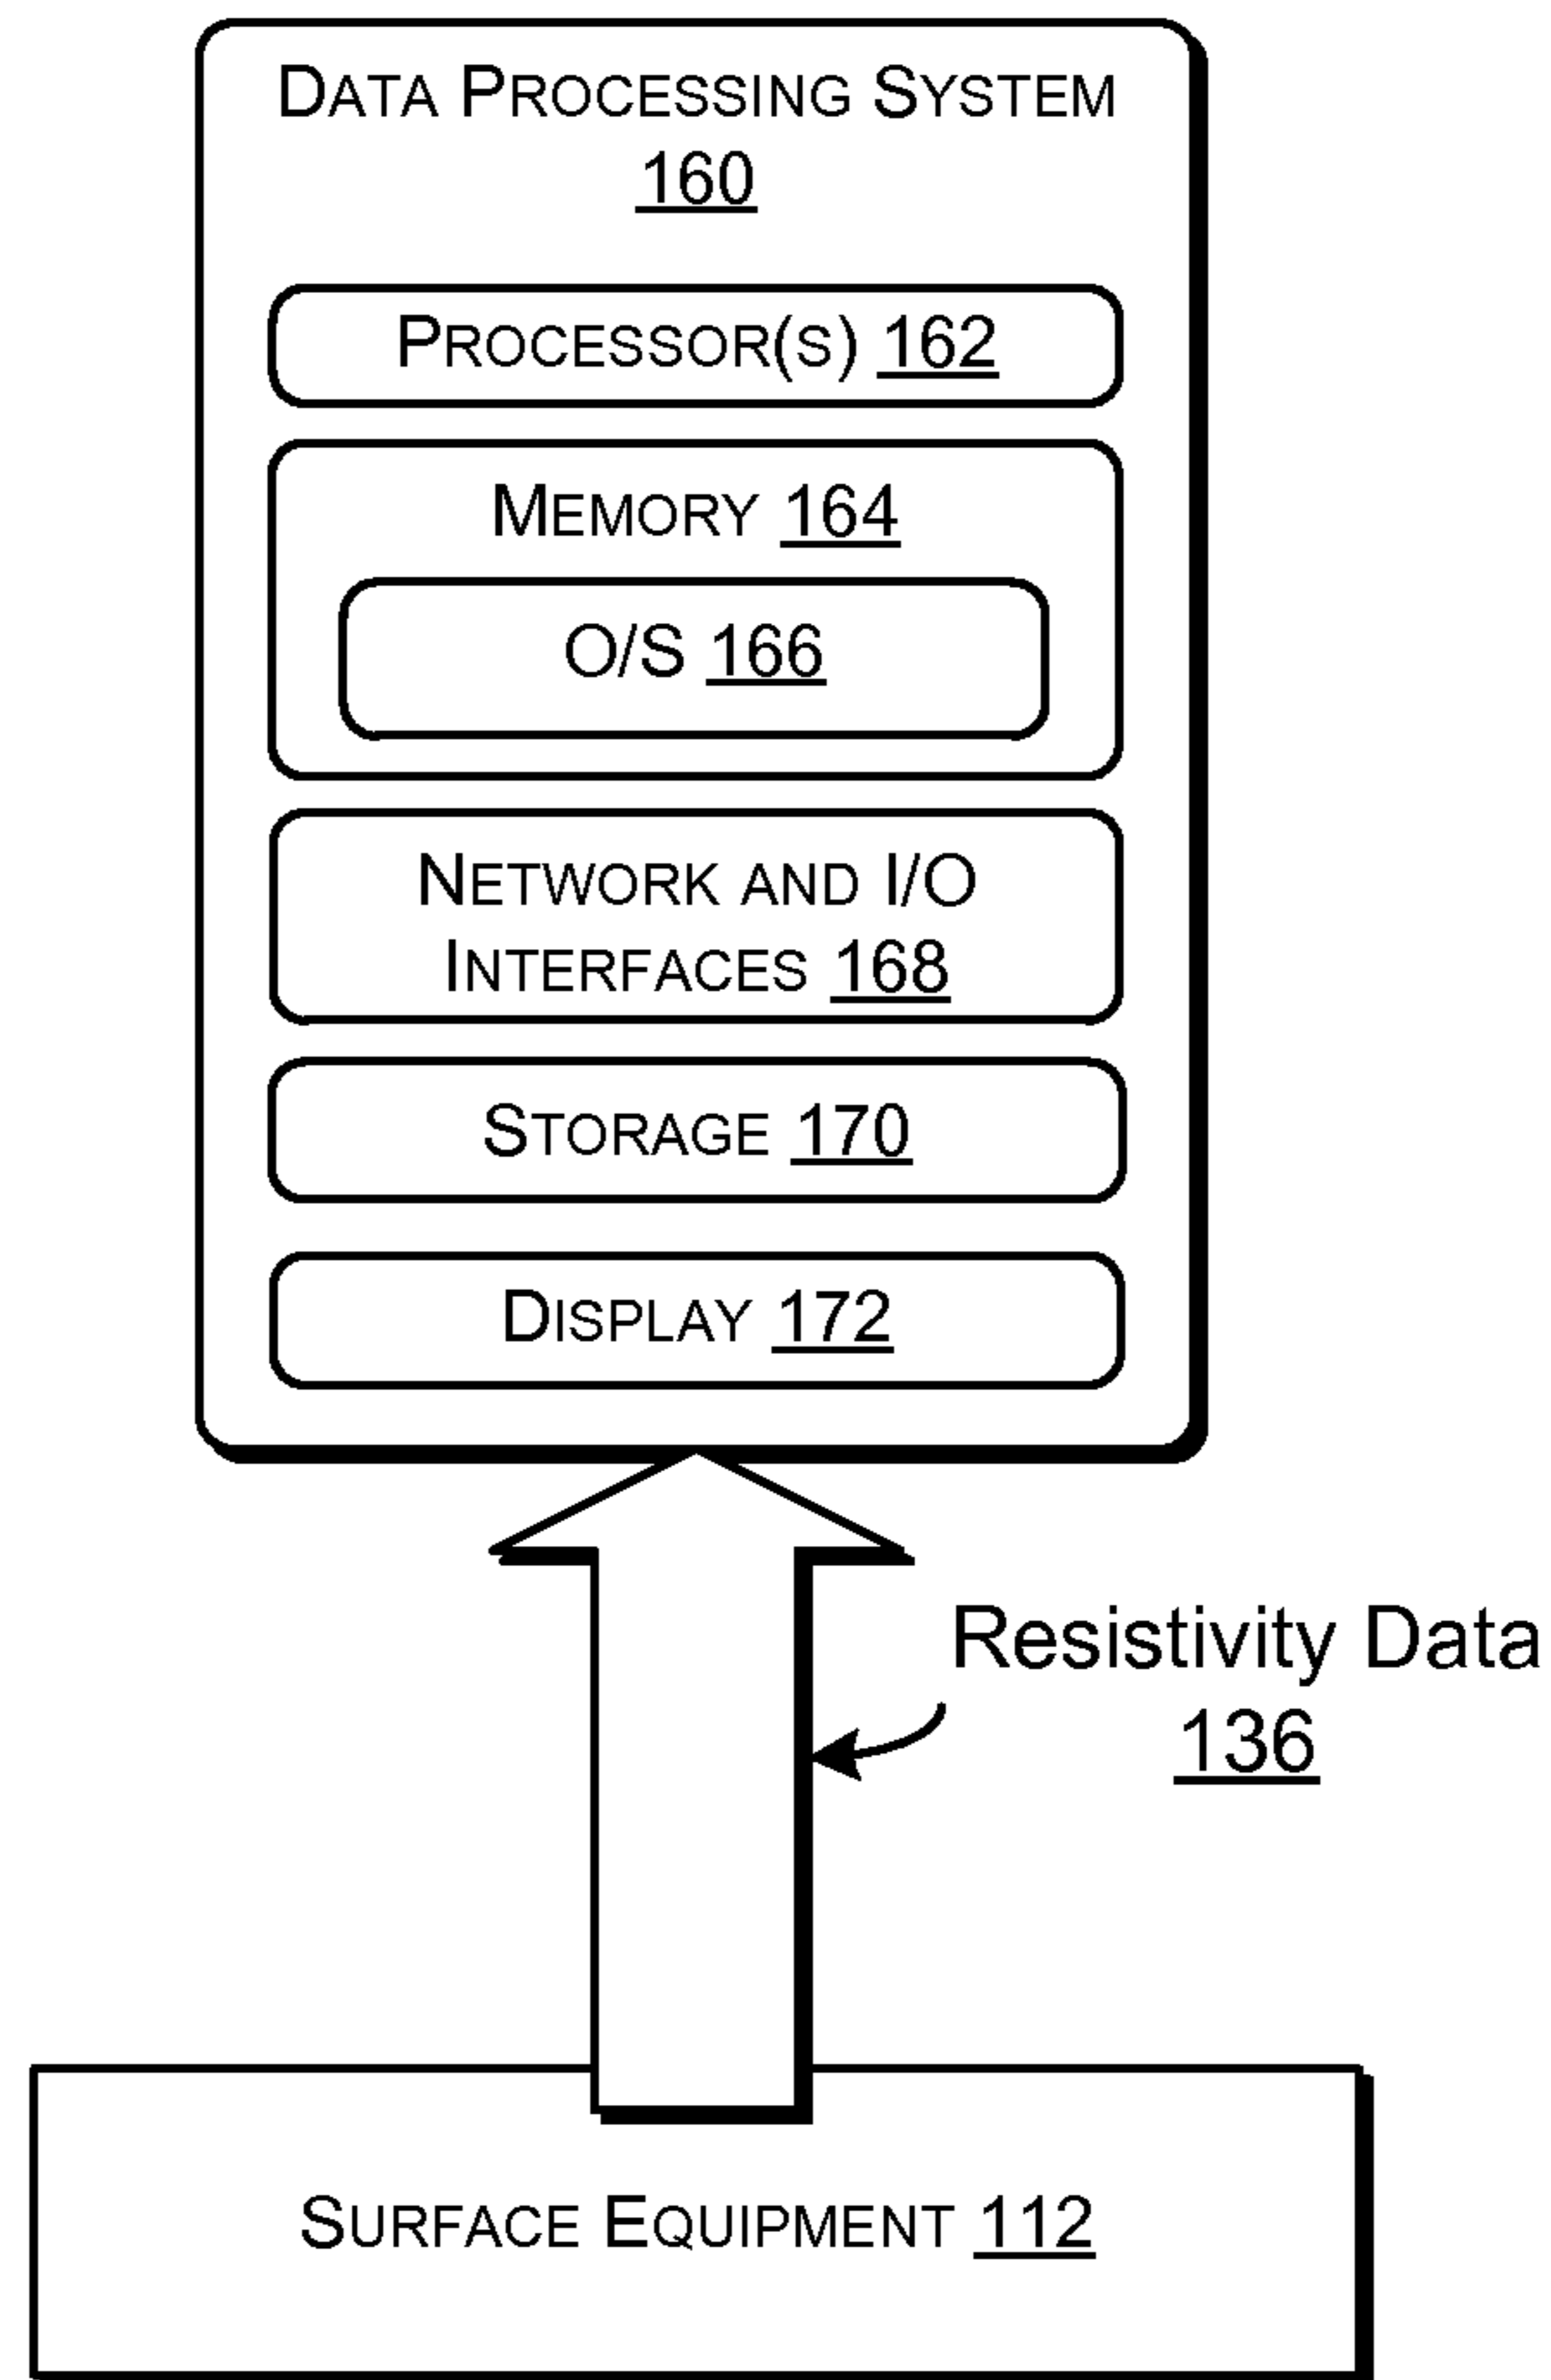 DATA PROCESSING SYSTEM
160
PROCESSOR(S) 162
MEMORY 164
O/S 166
NETWORK AND I/O
INTERFACES 168
STORAGE 170
DISPLAY 172
Resistivity Data
136
SURFACE EQUIPMENT 112